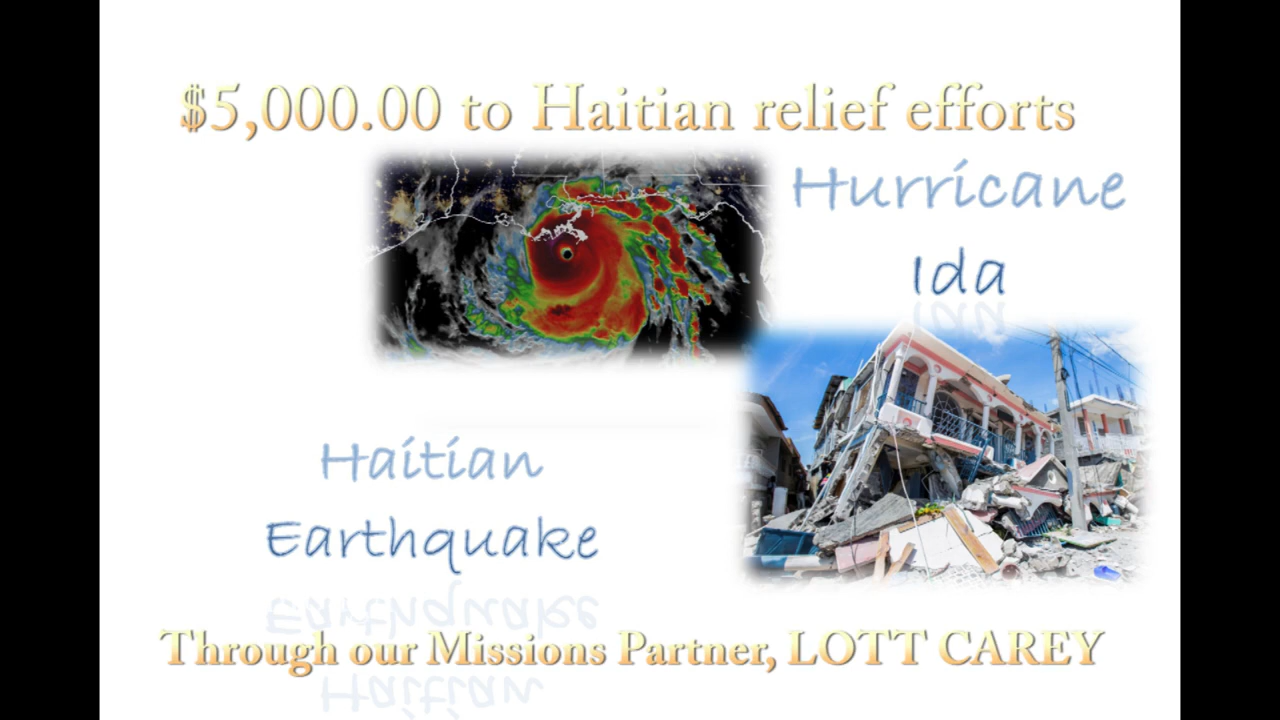 $5,000.00 to Haitian relief efforts
Hurricane
Ida
Haitian
Earthquake
Through our Missions Partner, LOTT CAREY